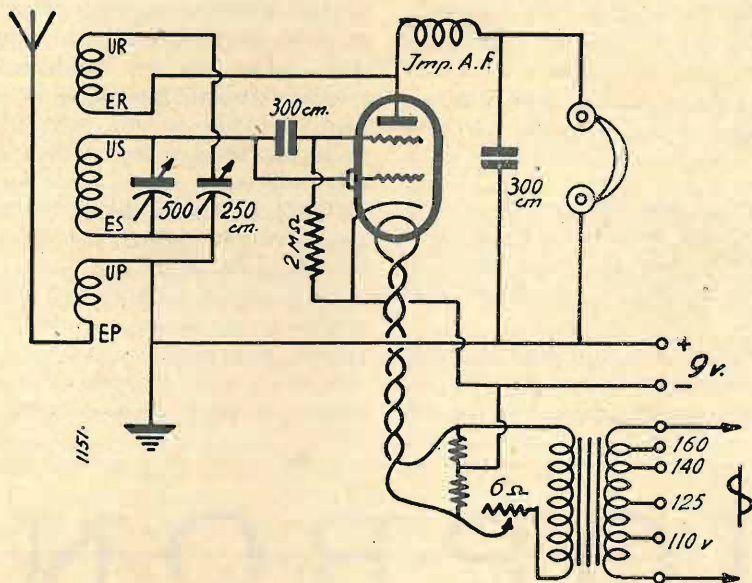 UR
ER
Imp. A.F.
300 cm.
US
ES
500
250 cm.
2 MΩ
300 cm
UP
EP
+
9 v.
−
1151.
6 Ω
160
140
125
110 v